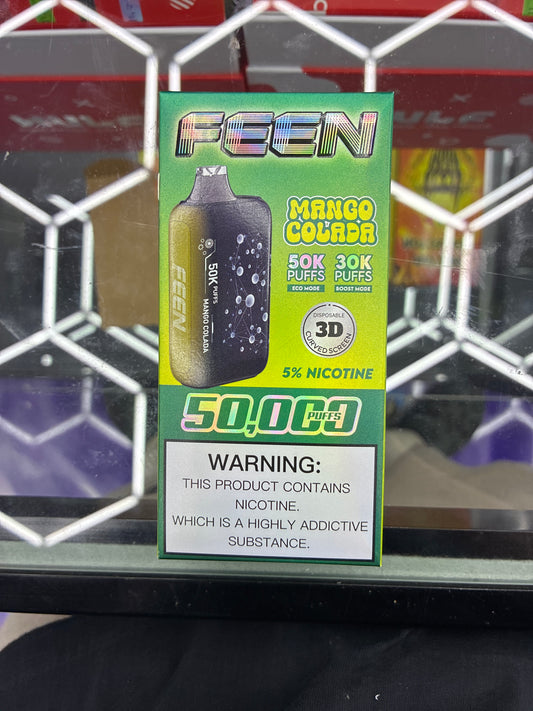 FEEN
MANGO
COLADA
50K
PUFFS
ECO MODE
30K
PUFFS
BOOST MODE
DISPOSABLE
3D
CURVED SCREEN
5% NICOTINE
FEEN
50K PUFFS
MANGO COLADA
50,000
PUFFS
WARNING:
THIS PRODUCT CONTAINS
NICOTINE.
WHICH IS A HIGHLY ADDICTIVE
SUBSTANCE.